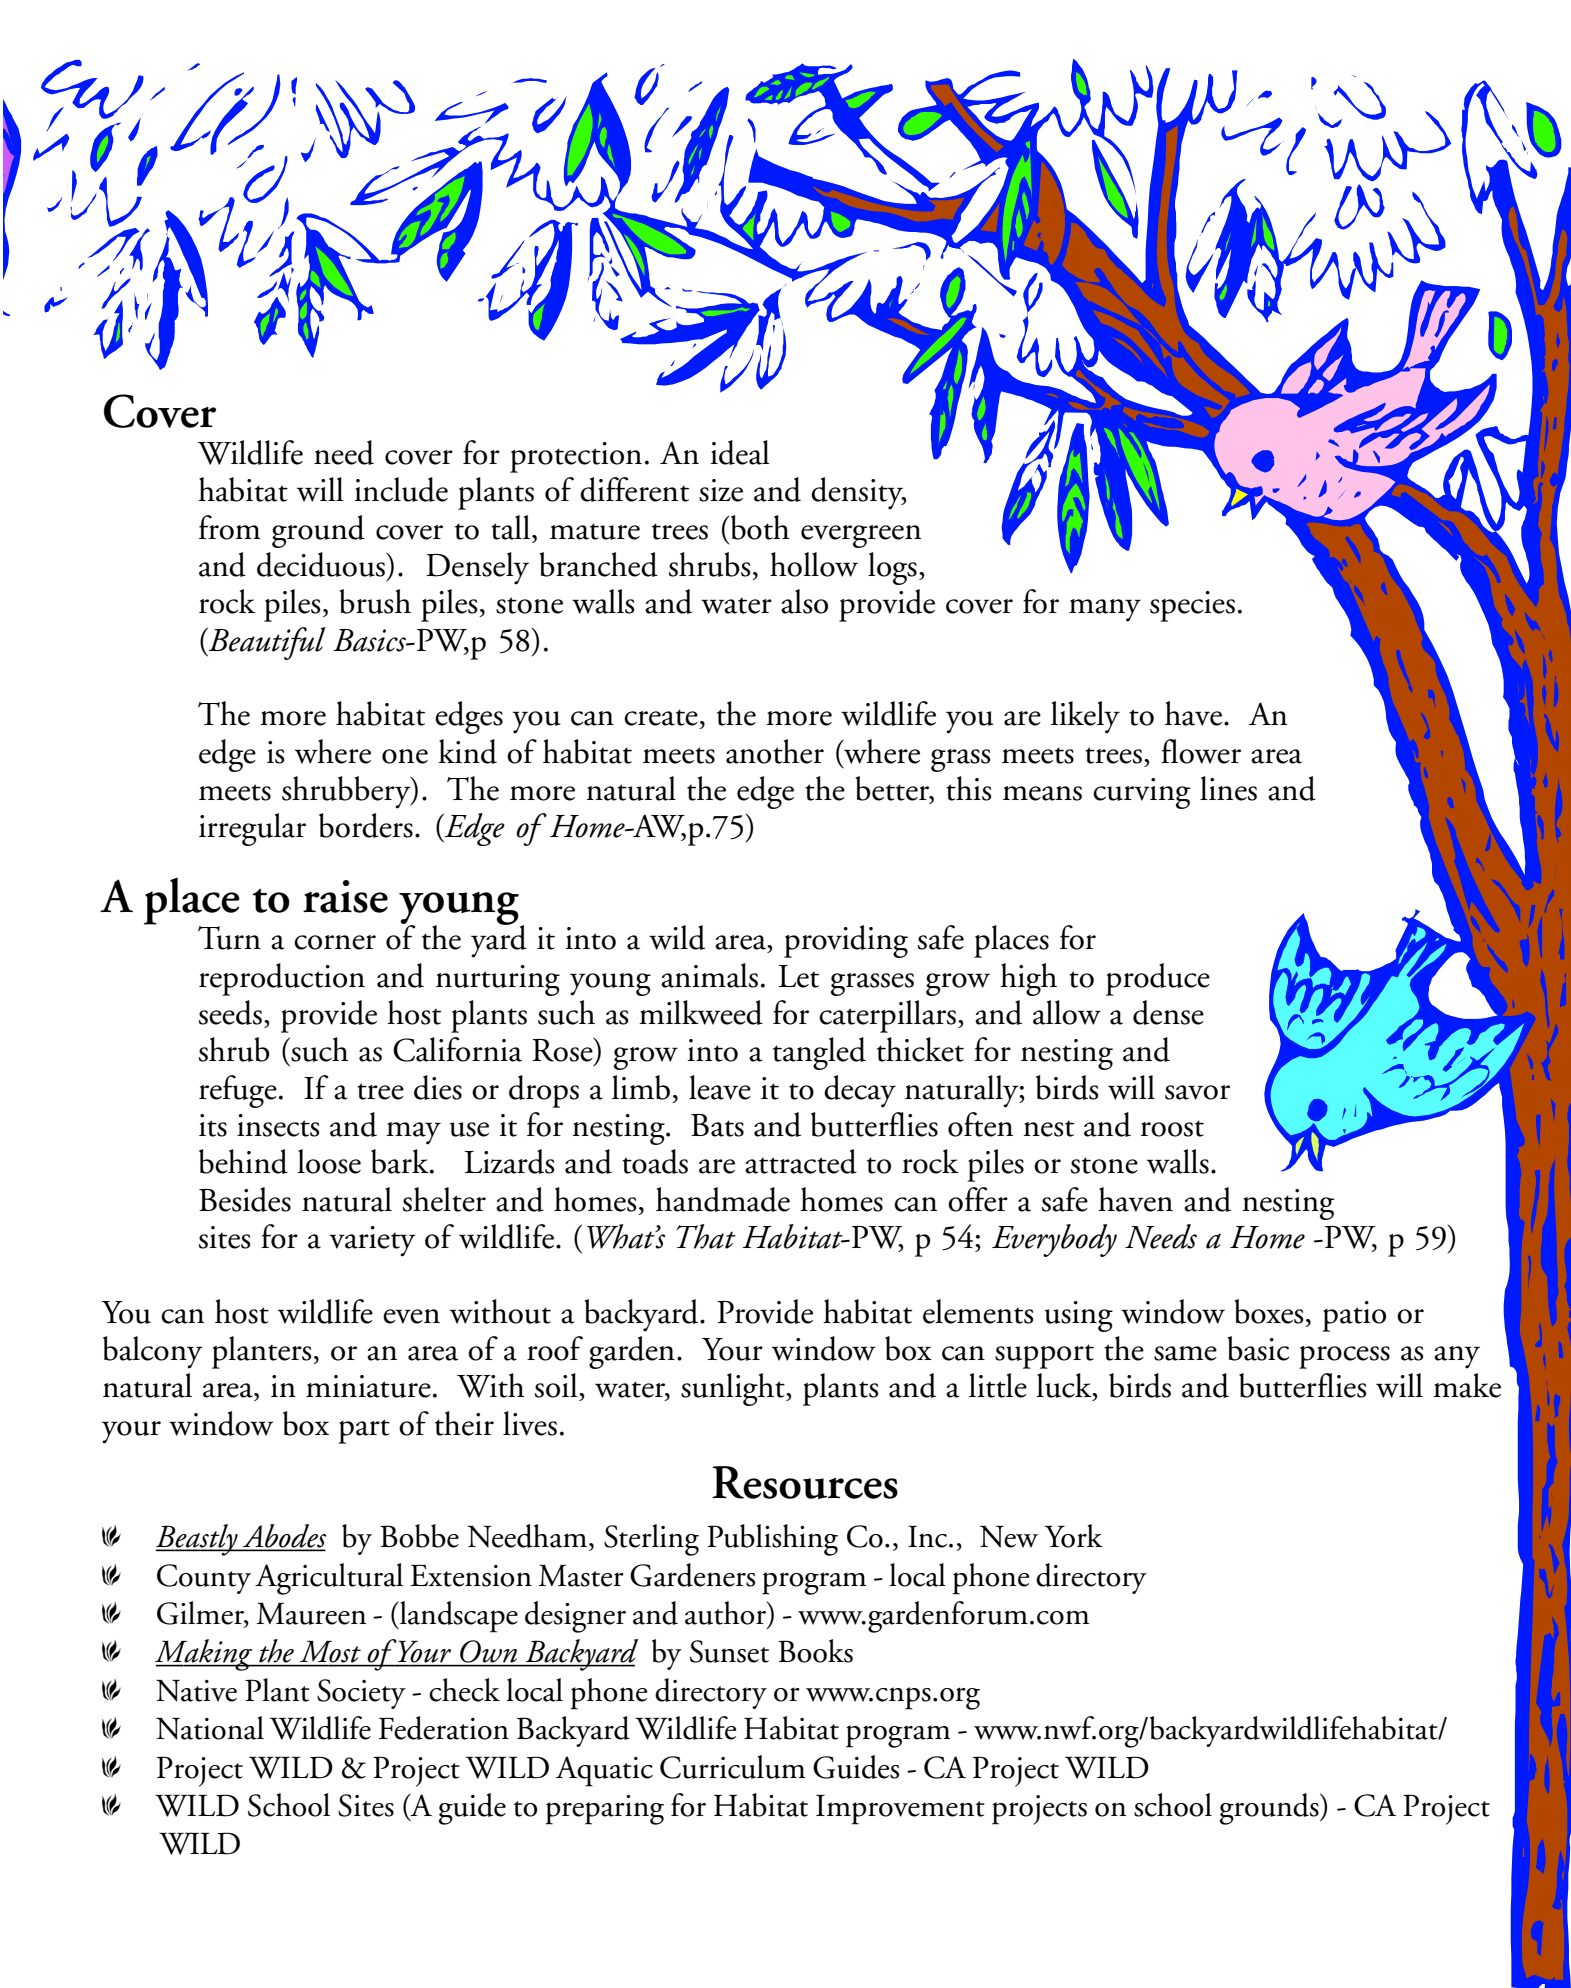 Cover
Wildlife need cover for protection. An ideal
habitat will include plants of different size and density,
from ground cover to tall, mature trees (both evergreen
and deciduous).  Densely branched shrubs, hollow logs,
rock piles, brush piles, stone walls and water also provide cover for many species.
(Beautiful Basics-PW,p 58).
The more habitat edges you can create, the more wildlife you are likely to have.  An
edge is where one kind of habitat meets another (where grass meets trees, flower area
meets shrubbery).  The more natural the edge the better, this means curving lines and
irregular borders. (Edge of Home-AW,p.75)
A place to raise young
Turn a corner of the yard it into a wild area, providing safe places for
reproduction and nurturing young animals. Let grasses grow high to produce
seeds, provide host plants such as milkweed for caterpillars, and allow a dense
shrub (such as California Rose) grow into a tangled thicket for nesting and
refuge.  If a tree dies or drops a limb, leave it to decay naturally; birds will savor
its insects and may use it for nesting.  Bats and butterflies often nest and roost
behind loose bark.   Lizards and toads are attracted to rock piles or stone walls.
Besides natural shelter and homes, handmade homes can offer a safe haven and nesting
sites for a variety of wildlife. (What's That Habitat-PW, p 54; Everybody Needs a Home -PW, p 59)
You can host wildlife even without a backyard. Provide habitat elements using window boxes, patio or
balcony planters, or an area of a roof garden.  Your window box can support the same basic process as any
natural area, in miniature.  With soil, water, sunlight, plants and a little luck, birds and butterflies will make
your window box part of their lives.
Resources
Beastly Abodes  by Bobbe Needham, Sterling Publishing Co., Inc.,  New York
County Agricultural Extension Master Gardeners program - local phone directory
Gilmer, Maureen - (landscape designer and author) - www.gardenforum.com
Making the Most of Your Own Backyard  by Sunset Books
Native Plant Society - check local phone directory or www.cnps.org
National Wildlife Federation Backyard Wildlife Habitat program - www.nwf.org/backyardwildlifehabitat/
Project WILD & Project WILD Aquatic Curriculum Guides - CA Project WILD
WILD School Sites (A guide to preparing for Habitat Improvement projects on school grounds) - CA Project
WILD